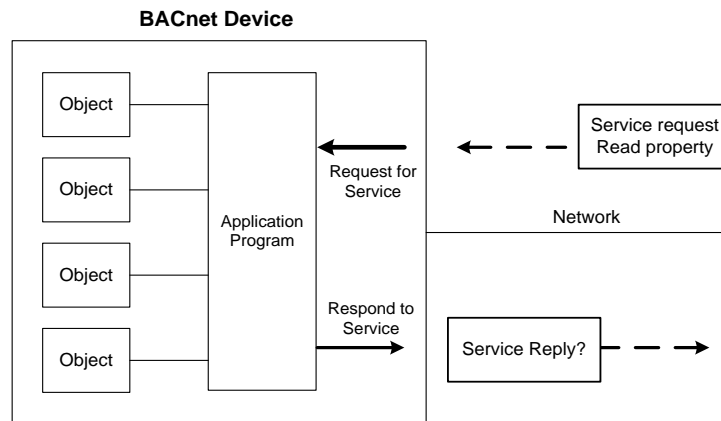 BACnet Device
Object
Object
Object
Object
Application
Program
Request for
Service
Respond to
Service
Service request
Read property
Network
Service Reply?